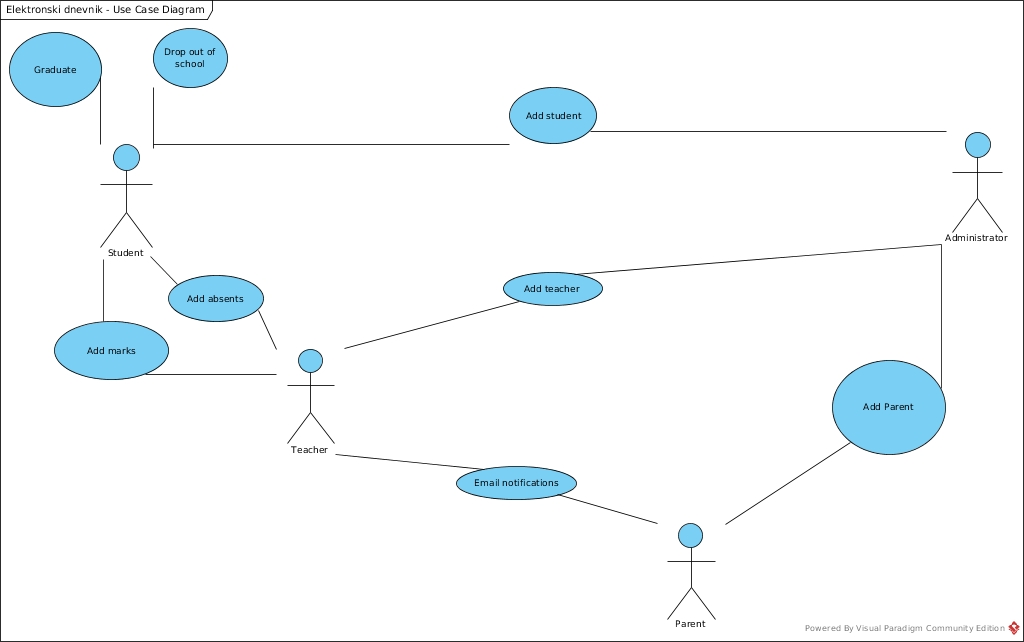 Elektronski dnevnik - Use Case Diagram
Graduate
Drop out of
school
Add student
Administrator
Student
Add absents
Add teacher
Add marks
Add Parent
Teacher
Email notifications
Parent
Powered By Visual Paradigm Community Edition